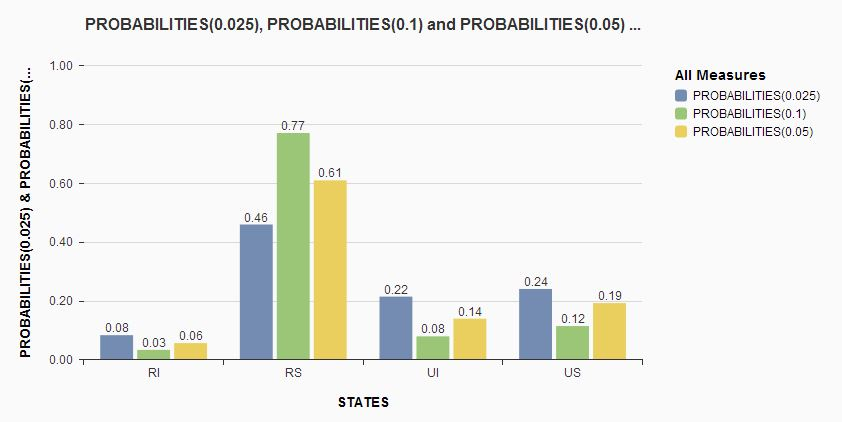 PROBABILITIES(0.025), PROBABILITIES(0.1) and PROBABILITIES(0.05) ...
PROBABILITIES(0.025) & PROBABILITIES(...
1.00
0.80
0.60
0.40
0.20
0.00
0.08
0.03
0.06
0.46
0.77
0.61
0.22
0.08
0.14
0.24
0.12
0.19
RI
RS
UI
US
STATES
All Measures
PROBABILITIES(0.025)
PROBABILITIES(0.1)
PROBABILITIES(0.05)